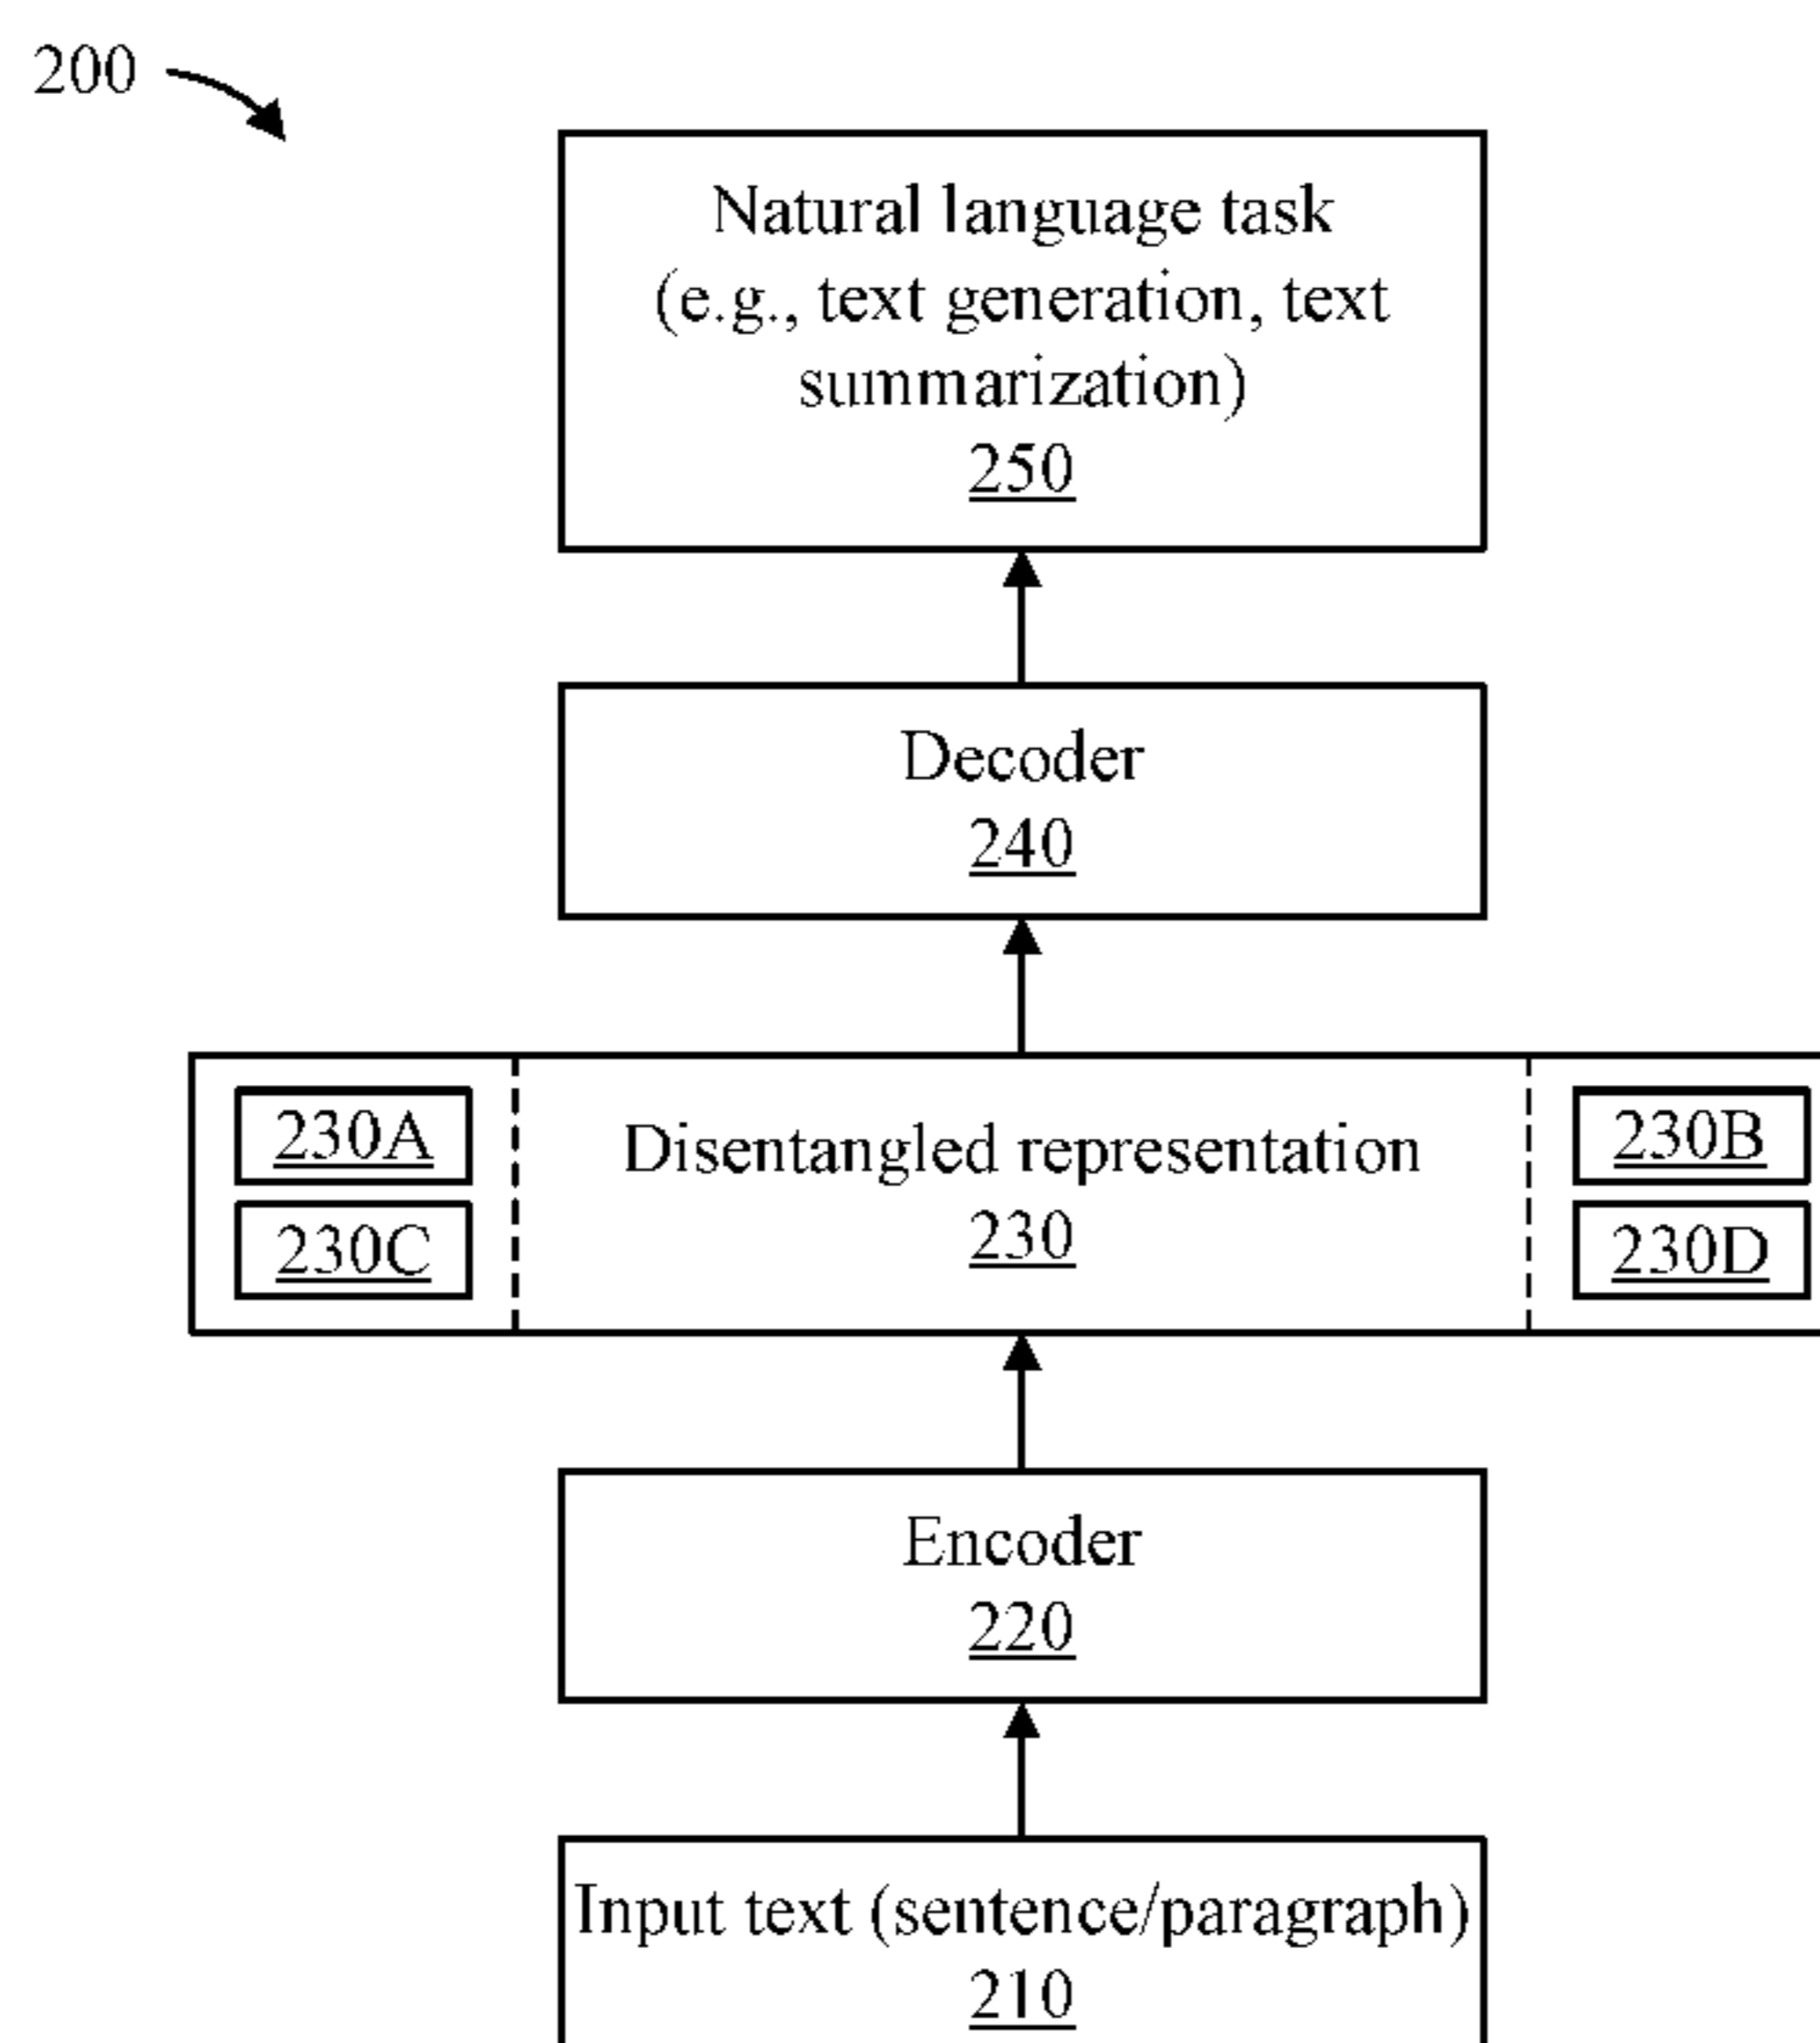 200
Natural language task
(e.g., text generation, text
summarization)
250
Decoder
240
230A
230C
Disentangled representation
230
230B
230D
Encoder
220
Input text (sentence/paragraph)
210